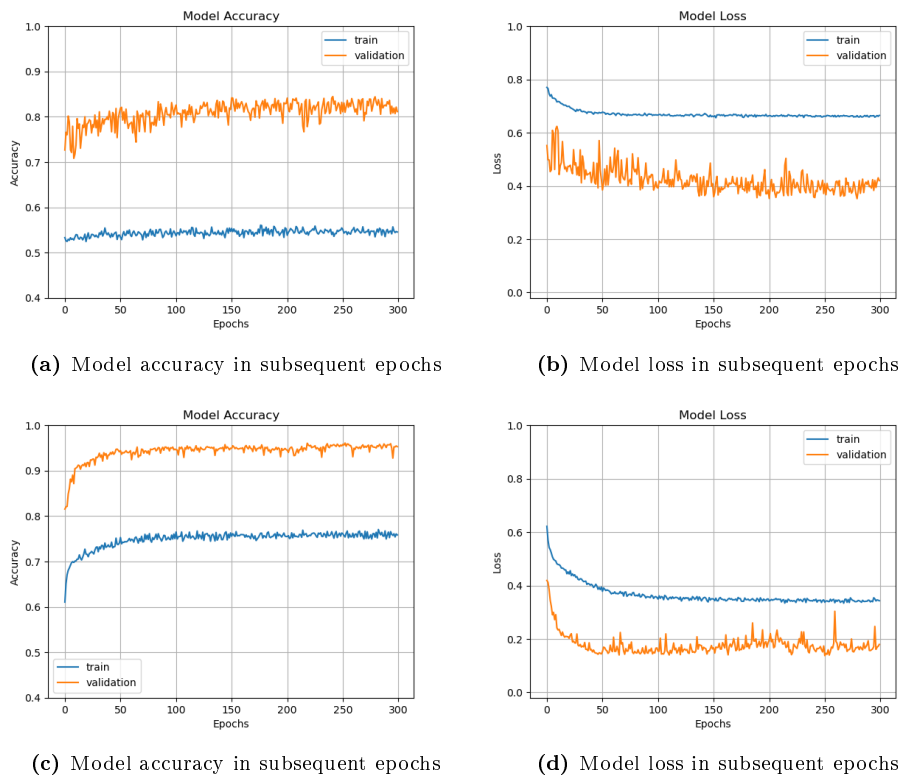 Model Accuracy
1.0
0.9
0.8
0.7
0.6
0.5
0.4
Accuracy
train
validation
0 50 100 150 200 250 300
Epochs
(a) Model accuracy in subsequent epochs
Model Loss
1.0
0.8
0.6
0.4
0.2
0.0
Loss
train
validation
0 50 100 150 200 250 300
Epochs
(b) Model loss in subsequent epochs
Model Accuracy
1.0
0.9
0.8
0.7
0.6
0.5
0.4
Accuracy
train
validation
0 50 100 150 200 250 300
Epochs
(c) Model accuracy in subsequent epochs
Model Loss
1.0
0.8
0.6
0.4
0.2
0.0
Loss
train
validation
0 50 100 150 200 250 300
Epochs
(d) Model loss in subsequent epochs